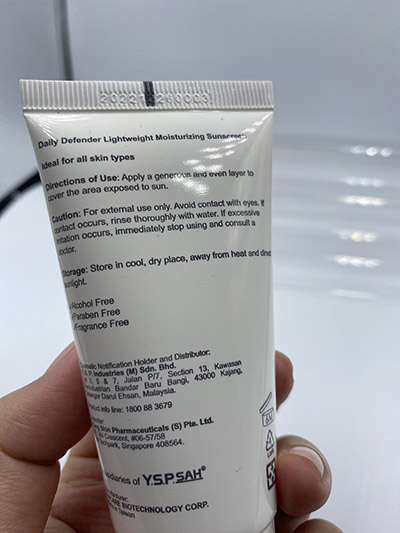 Daily Defender Lightweight Moisturizing Sunscreen
Ideal for all skin types
Directions of Use: Apply a generous and even layer to
cover the area exposed to sun.
Caution: For external use only. Avoid contact with eyes. If
contact occurs, rinse thoroughly with water. If excessive
irritation occurs, immediately stop using and consult a
doctor.
Storage: Store in cool, dry place, away from heat and direct
sunlight.
Alcohol Free
Paraben Free
Fragrance Free
Notification Holder and Distributor:
Industries (M) Sdn. Bhd.
3, 5 & 7, Jalan P/7, Section 13, Kawasan
Bandar Baru Bangi, 43000 Kajang,
Darul Ehsan, Malaysia.
info line: 1800 88 3679
Pharmaceuticals (S) Pte. Ltd.
Crescent, #06-57/58
Singapore 408564.
of Y.S.P.SAH®
BIOTECHNOLOGY CORP.
in Taiwan